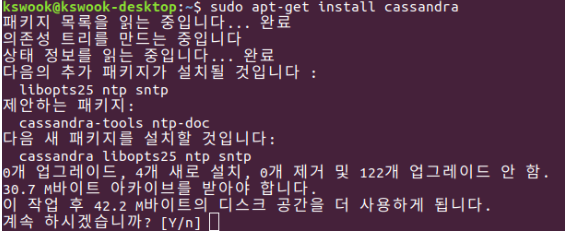 kswook@kswook-desktop:~$ sudo apt-get install cassandra
패키지 목록을 읽는 중입니다... 완료
의존성 트리를 만드는 중입니다
상태 정보를 읽는 중입니다... 완료
다음의 추가 패키지가 설치될 것입니다 :
libopts25 ntp sntp
제안하는 패키지:
cassandra-tools ntp-doc
다음 새 패키지를 설치할 것입니다:
cassandra libopts25 ntp sntp
0개 업그레이드, 4개 새로 설치, 0개 제거 및 122개 업그레이드 안 함.
30.7 M바이트 아카이브를 받아야 합니다.
이 작업 후 42.2 M바이트의 디스크 공간을 더 사용하게 됩니다.
계속 하시겠습니까? [Y/n]